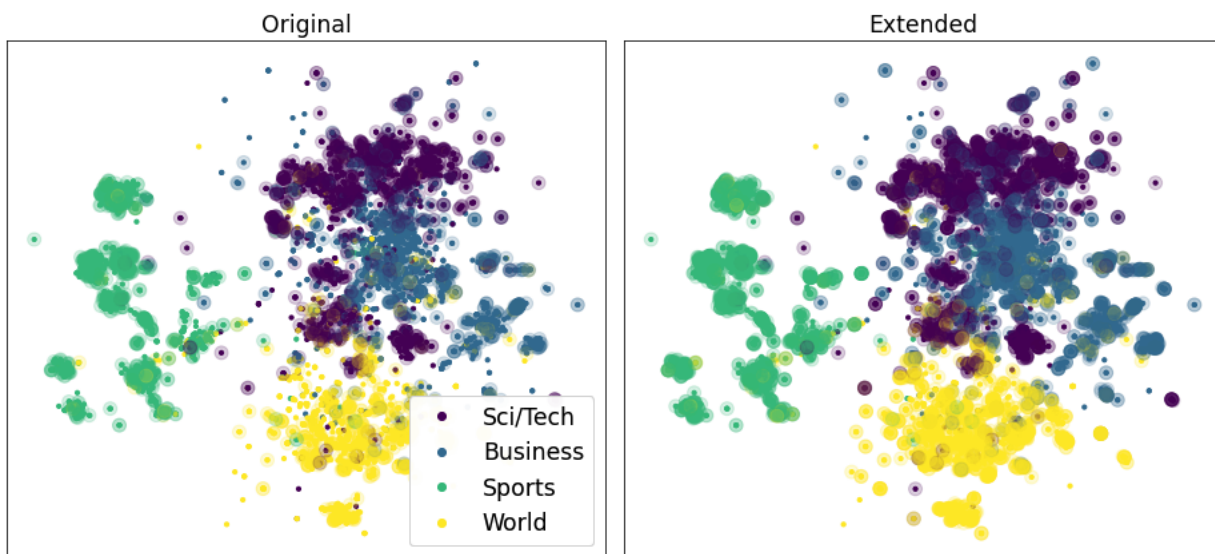 Original
Extended
Sci/Tech
Business
Sports
World